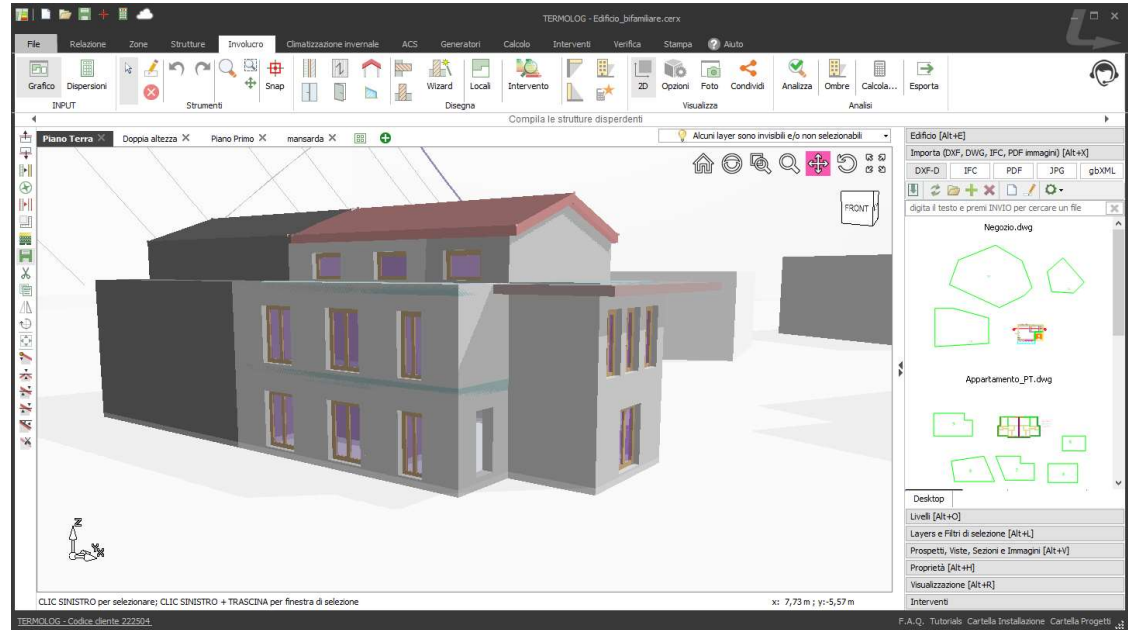 TERMOLOG - Edificio_bifamiliare.cerx
File Relazione Zone Strutture Involucro Climatizzazione invernale ACS Generatori Calcolo Interventi Verifica Stampa ? Aiuto
Grafico Dispersioni Snap Wizard Locali Intervento 2D Opzioni Foto Condividi Analizza Ombre Calcola... Esporta
INPUT Strumenti Disegna Visualizza Analisi
Compila le strutture disperdenti
Piano Terra Doppia altezza Piano Primo mansarda Alcuni layer sono invisibili e/o non selezionabili
FRONT
Z
Y X
CLIC SINISTRO per selezionare; CLIC SINISTRO + TRASCINA per finestra di selezione x: 7,73 m ; y:-5,57 m
Edificio [Alt+E]
Importa (DXF, DWG, IFC, PDF immagini) [Alt+X]
DXF-D IFC PDF JPG gbXML
digita il testo e premi INVIO per cercare un file
Negozio.dwg
Appartamento_PT.dwg
Desktop
Livelli [Alt+O]
Layers e Filtri di selezione [Alt+L]
Prospetti, Viste, Sezioni e Immagini [Alt+V]
Proprietà [Alt+H]
Visualizzazione [Alt+R]
Interventi
TERMOLOG - Codice cliente 222504 F.A.Q. Tutorials Cartella Installazione Cartella Progetti